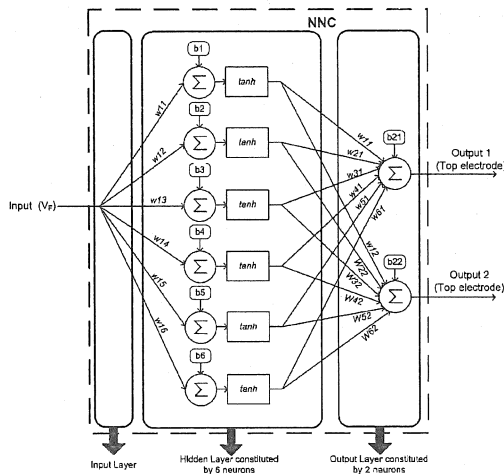 NNC
b1
Σ
tanh
w11
b2
Σ
tanh
w12
b3
Σ
tanh
w13
b4
Σ
tanh
w14
b5
Σ
tanh
w15
b6
Σ
tanh
w16
Input (VF)
w11
w21
w31
w41
w51
w61
b21
Σ
Output 1
(Top electrode)
w12
W22
W32
W42
W52
W62
b22
Σ
Output 2
(Top electrode)
Input Layer
Hidden Layer constituted
by 6 neurons
Output Layer constituted
by 2 neurons